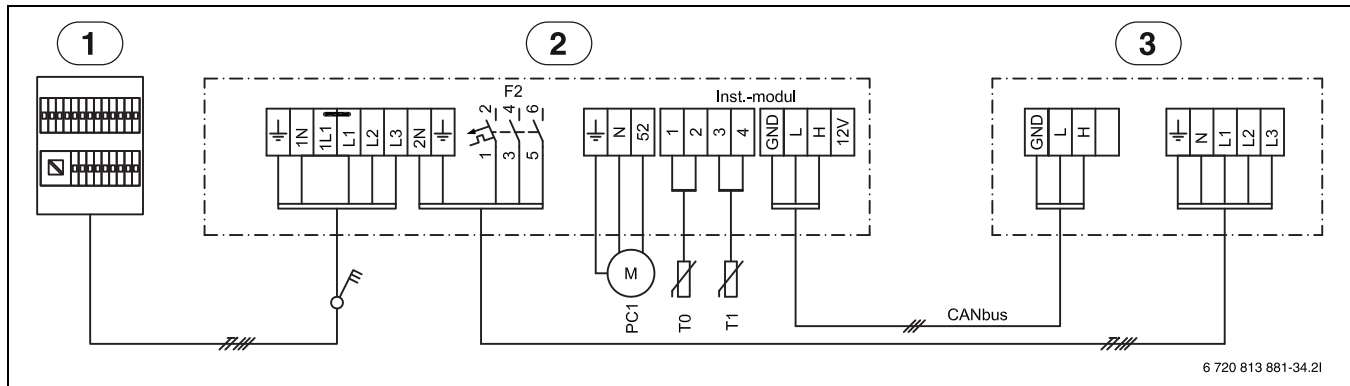 1
2
3
F2
Inst.-modul
1N
1L1
L1
L2
L3
2N
2 4 6
1 3 5
N
52
1
2
3
4
GND
L
H
12V
GND
L
H
N
L1
L2
L3
M
PC1
T0
T1
CANbus
6 720 813 881-34.2I